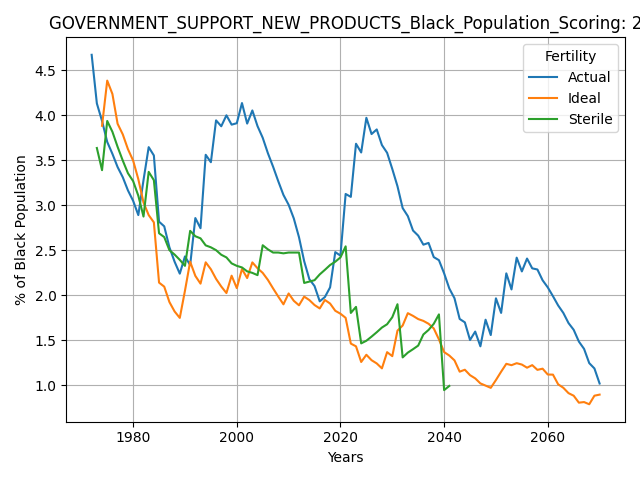 GOVERNMENT_SUPPORT_NEW_PRODUCTS_Black_Population_Scoring: 2
Fertility
Actual
Ideal
Sterile
% of Black Population
4.5
4.0
3.5
3.0
2.5
2.0
1.5
1.0
1980 2000 2020 2040 2060
Years